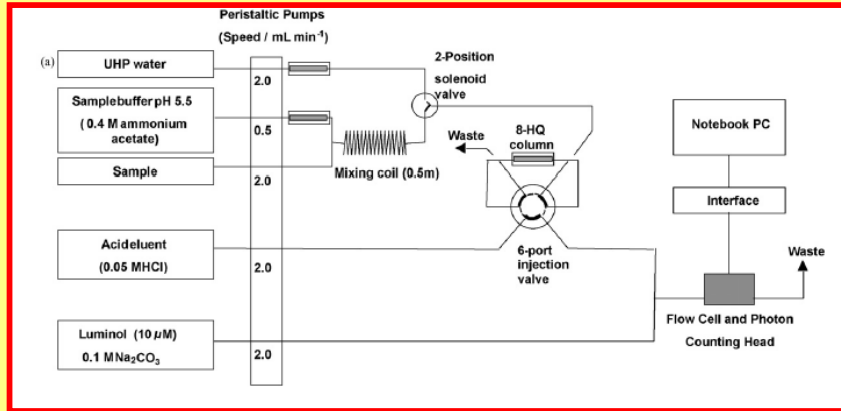 Peristaltic Pumps
(Speed / mL min⁻¹)
(a)
UHP water
2.0
2-Position
solenoid
valve
Samplebuffer pH 5.5
(0.4 M ammonium
acetate)
0.5
Sample
2.0
Mixing coil (0.5m)
Waste
8-HQ
column
Notebook PC
Interface
Waste
Acideluent
(0.05 MHCl)
2.0
6-port
injection
valve
Luminol (10 µM)
0.1 MNa₂CO₃
2.0
Flow Cell and Photon
Counting Head